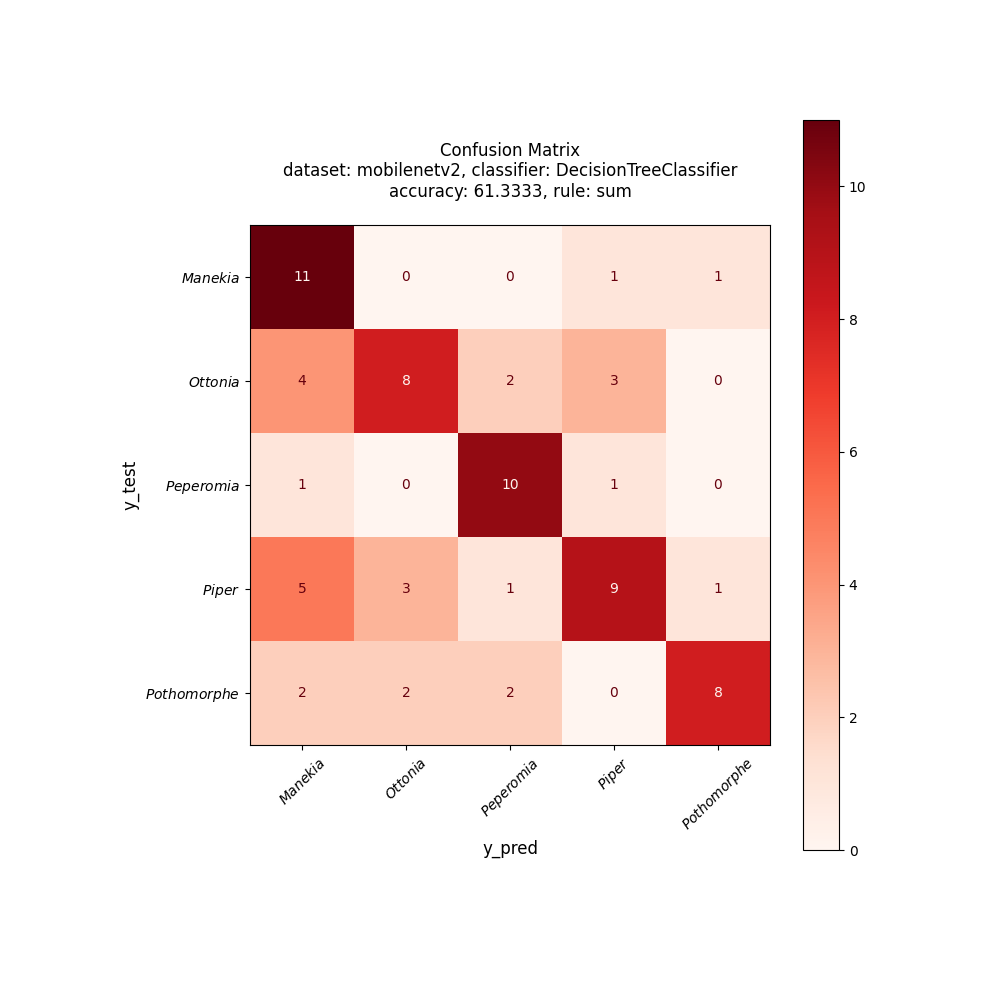 Confusion Matrix
dataset: mobilenetv2, classifier: DecisionTreeClassifier
accuracy: 61.3333, rule: sum
y_test
Manekia 11 0 0 1 1
Ottonia 4 8 2 3 0
Peperomia 1 0 10 1 0
Piper 5 3 1 9 1
Pothomorphe 2 2 2 0 8
Manekia Ottonia Peperomia Piper Pothomorphe
y_pred
10
8
6
4
2
0